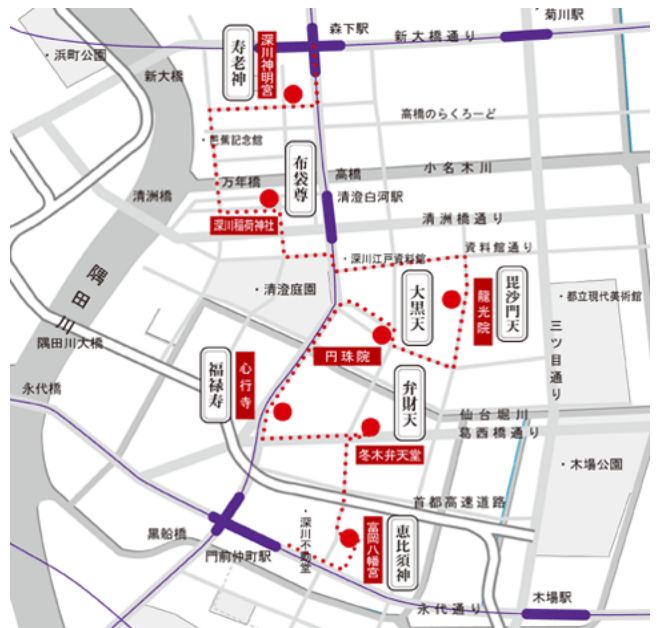 菊川駅
森下駅
新大橋通り
・浜町公園
新大橋
寿老神
深川神明宮
高橋のらくろーど
・芭蕉記念館
布袋尊
高橋
小名木川
万年橋
清洲橋
清澄白河駅
深川稲荷神社
清洲橋通り
資料館通り
・深川江戸資料館
隅田川
・清澄庭園
大黒天
龍光院
毘沙門天
・都立現代美術館
三ツ目通り
隅田川大橋
円珠院
福禄寿
心行寺
弁財天
永代橋
仙台堀川
葛西橋通り
冬木弁天堂
・木場公園
首都高速道路
黒船橋
・深川不動堂
富岡八幡宮
恵比須神
門前仲町駅
木場駅
永代通り